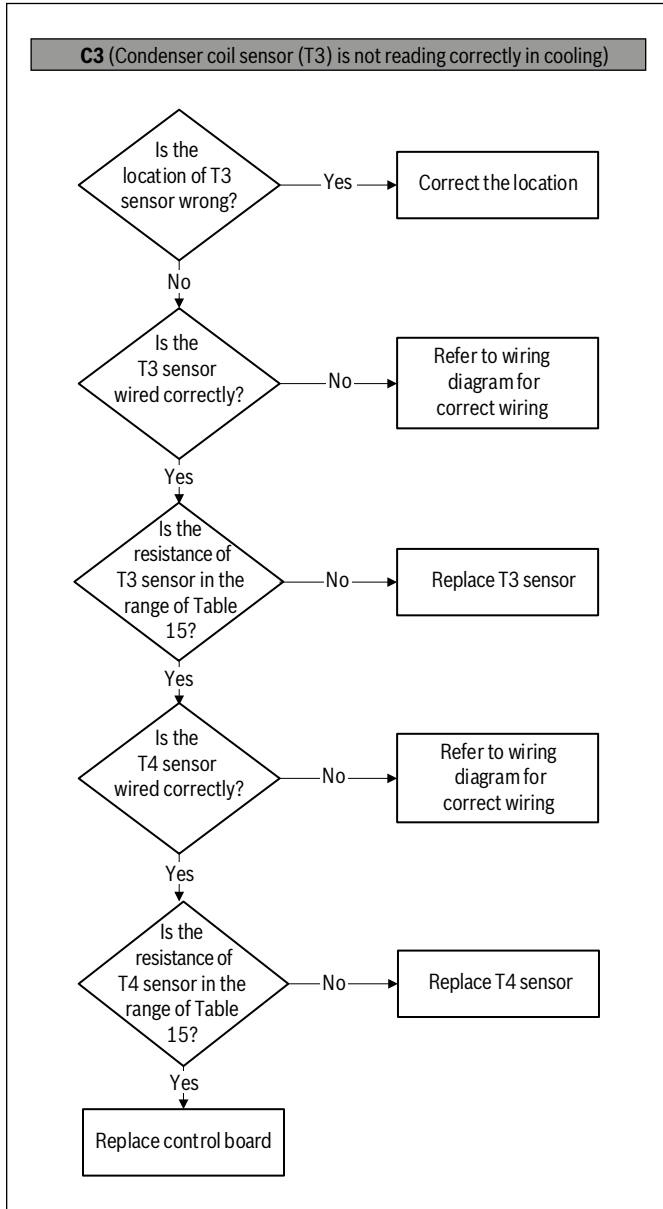 C3 (Condenser coil sensor (T3) is not reading correctly in cooling)
Is the
location of T3
sensor wrong?
Yes
Correct the location
No
Is the
T3 sensor
wired correctly?
No
Refer to wiring
diagram for
correct wiring
Yes
Is the
resistance of
T3 sensor in the
range of Table
15?
No
Replace T3 sensor
Yes
Is the
T4 sensor
wired correctly?
No
Refer to wiring
diagram for
correct wiring
Yes
Is the
resistance of
T4 sensor in the
range of Table
15?
No
Replace T4 sensor
Yes
Replace control board